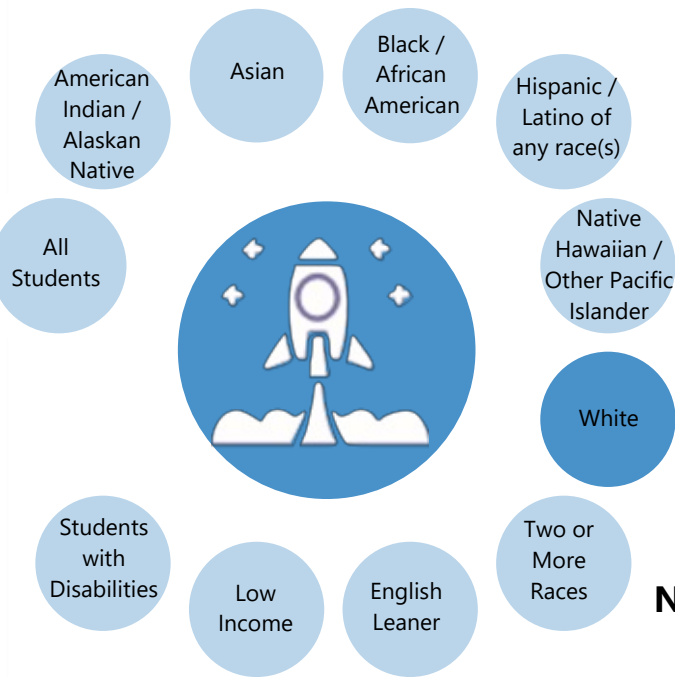 All
Students
American
Indian /
Alaskan
Native
Asian
Black /
African
American
Hispanic /
Latino of
any race(s)
Native
Hawaiian /
Other Pacific
Islander
White
Two or
More
Races
English
Leaner
Low
Income
Students
with
Disabilities
N